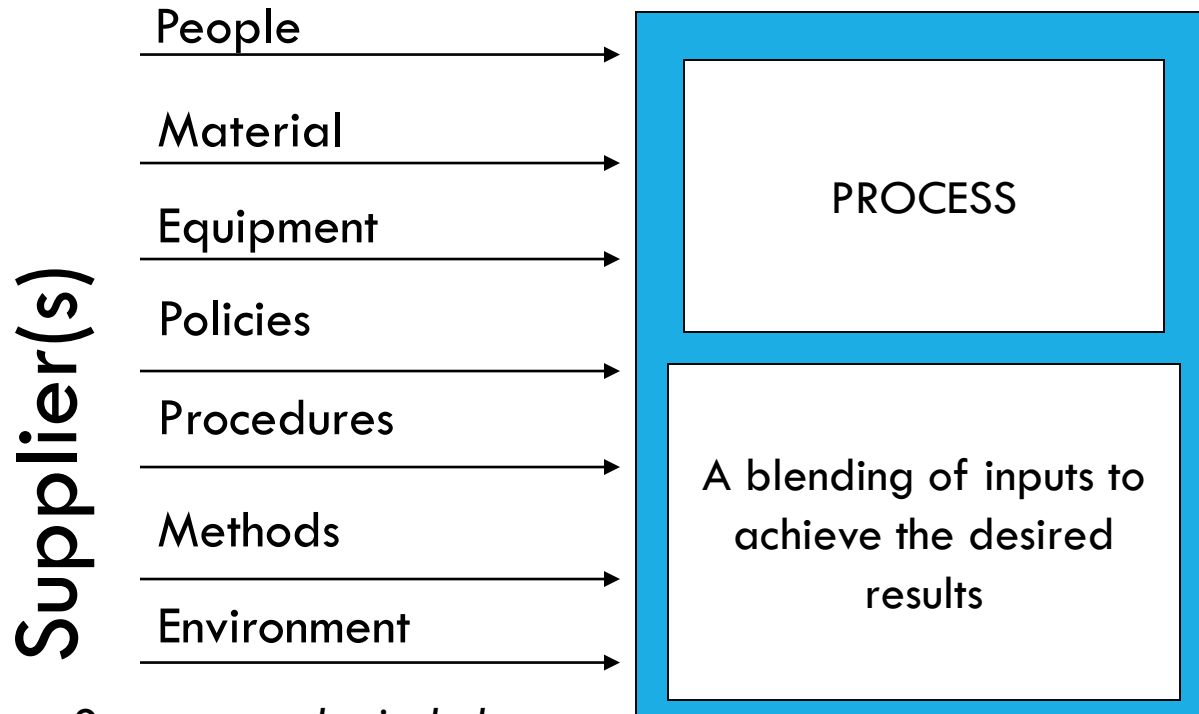 People
Material
Equipment
Policies
Procedures
Methods
Environment
Supplier(s)
PROCESS
A blending of inputs to
achieve the desired
results